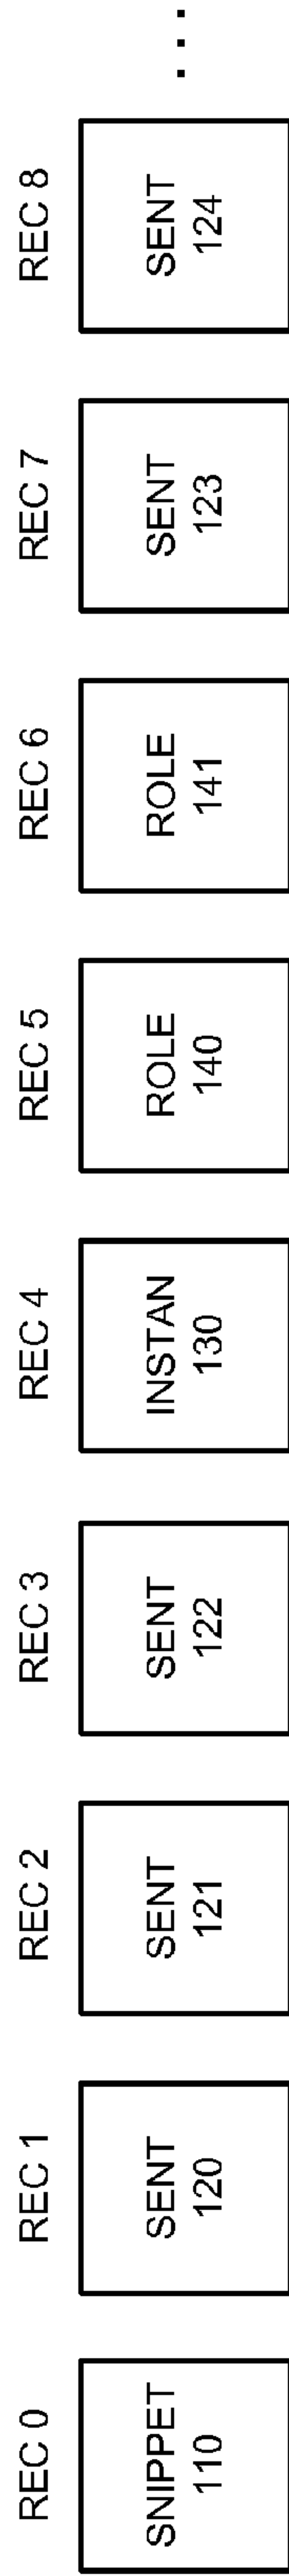 REC 0
SNIPPET
110
REC 1
SENT
120
REC 2
SENT
121
REC 3
SENT
122
REC 4
INSTAN
130
REC 5
ROLE
140
REC 6
ROLE
141
REC 7
SENT
123
REC 8
SENT
124
...